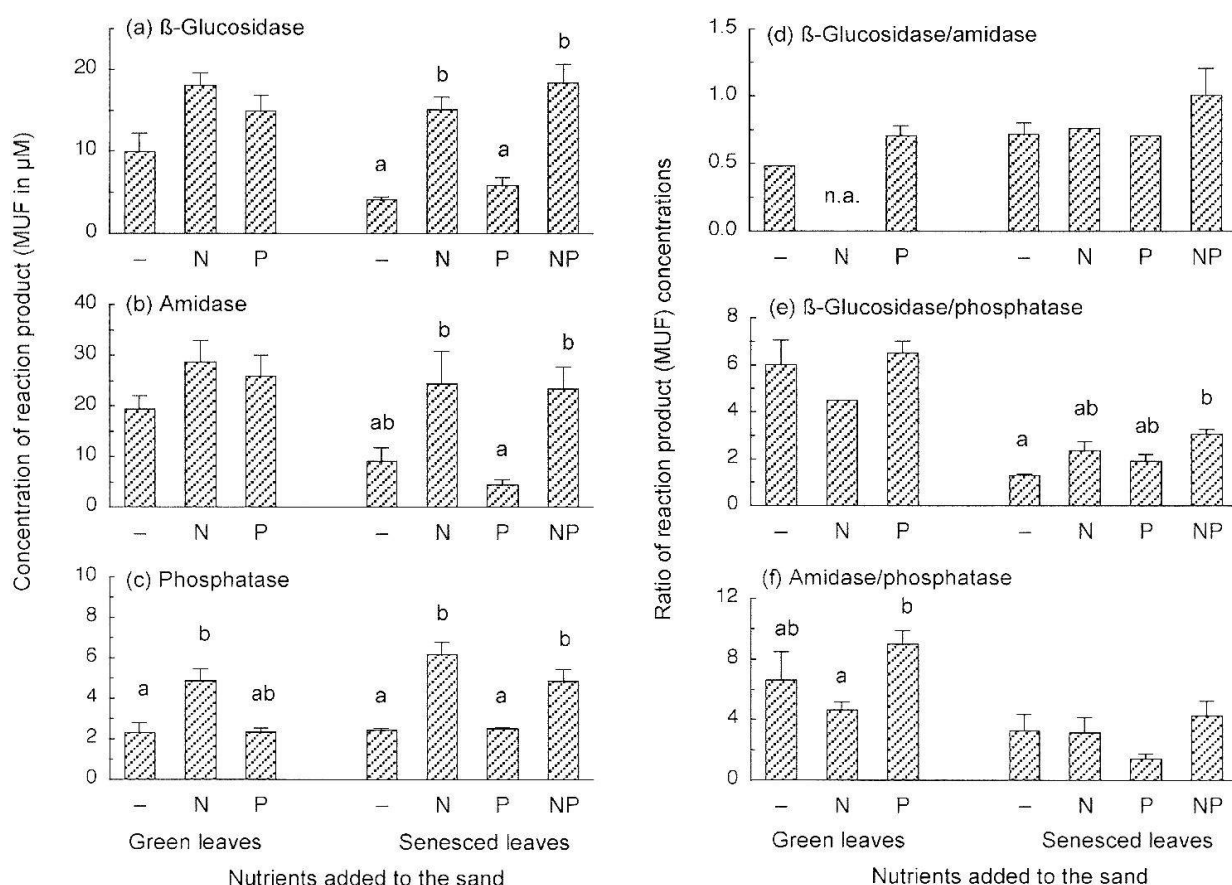 Concentration of reaction product (MUF in µM)
(a) ß-Glucosidase
20
10
0
a
b
a
b
– N P – N P NP
(b) Amidase
40
30
20
10
0
ab
b
a
b
– N P – N P NP
(c) Phosphatase
10
8
6
4
2
0
a
b
ab
a
b
a
b
– N P – N P NP
Green leaves Senesced leaves
Nutrients added to the sand
Ratio of reaction product (MUF) concentrations
(d) ß-Glucosidase/amidase
1.5
1.0
0.5
0.0
n.a.
– N P – N P NP
(e) ß-Glucosidase/phosphatase
8
6
4
2
0
a
ab
ab
b
– N P – N P NP
(f) Amidase/phosphatase
12
8
4
0
ab
a
b
– N P – N P NP
Green leaves Senesced leaves
Nutrients added to the sand